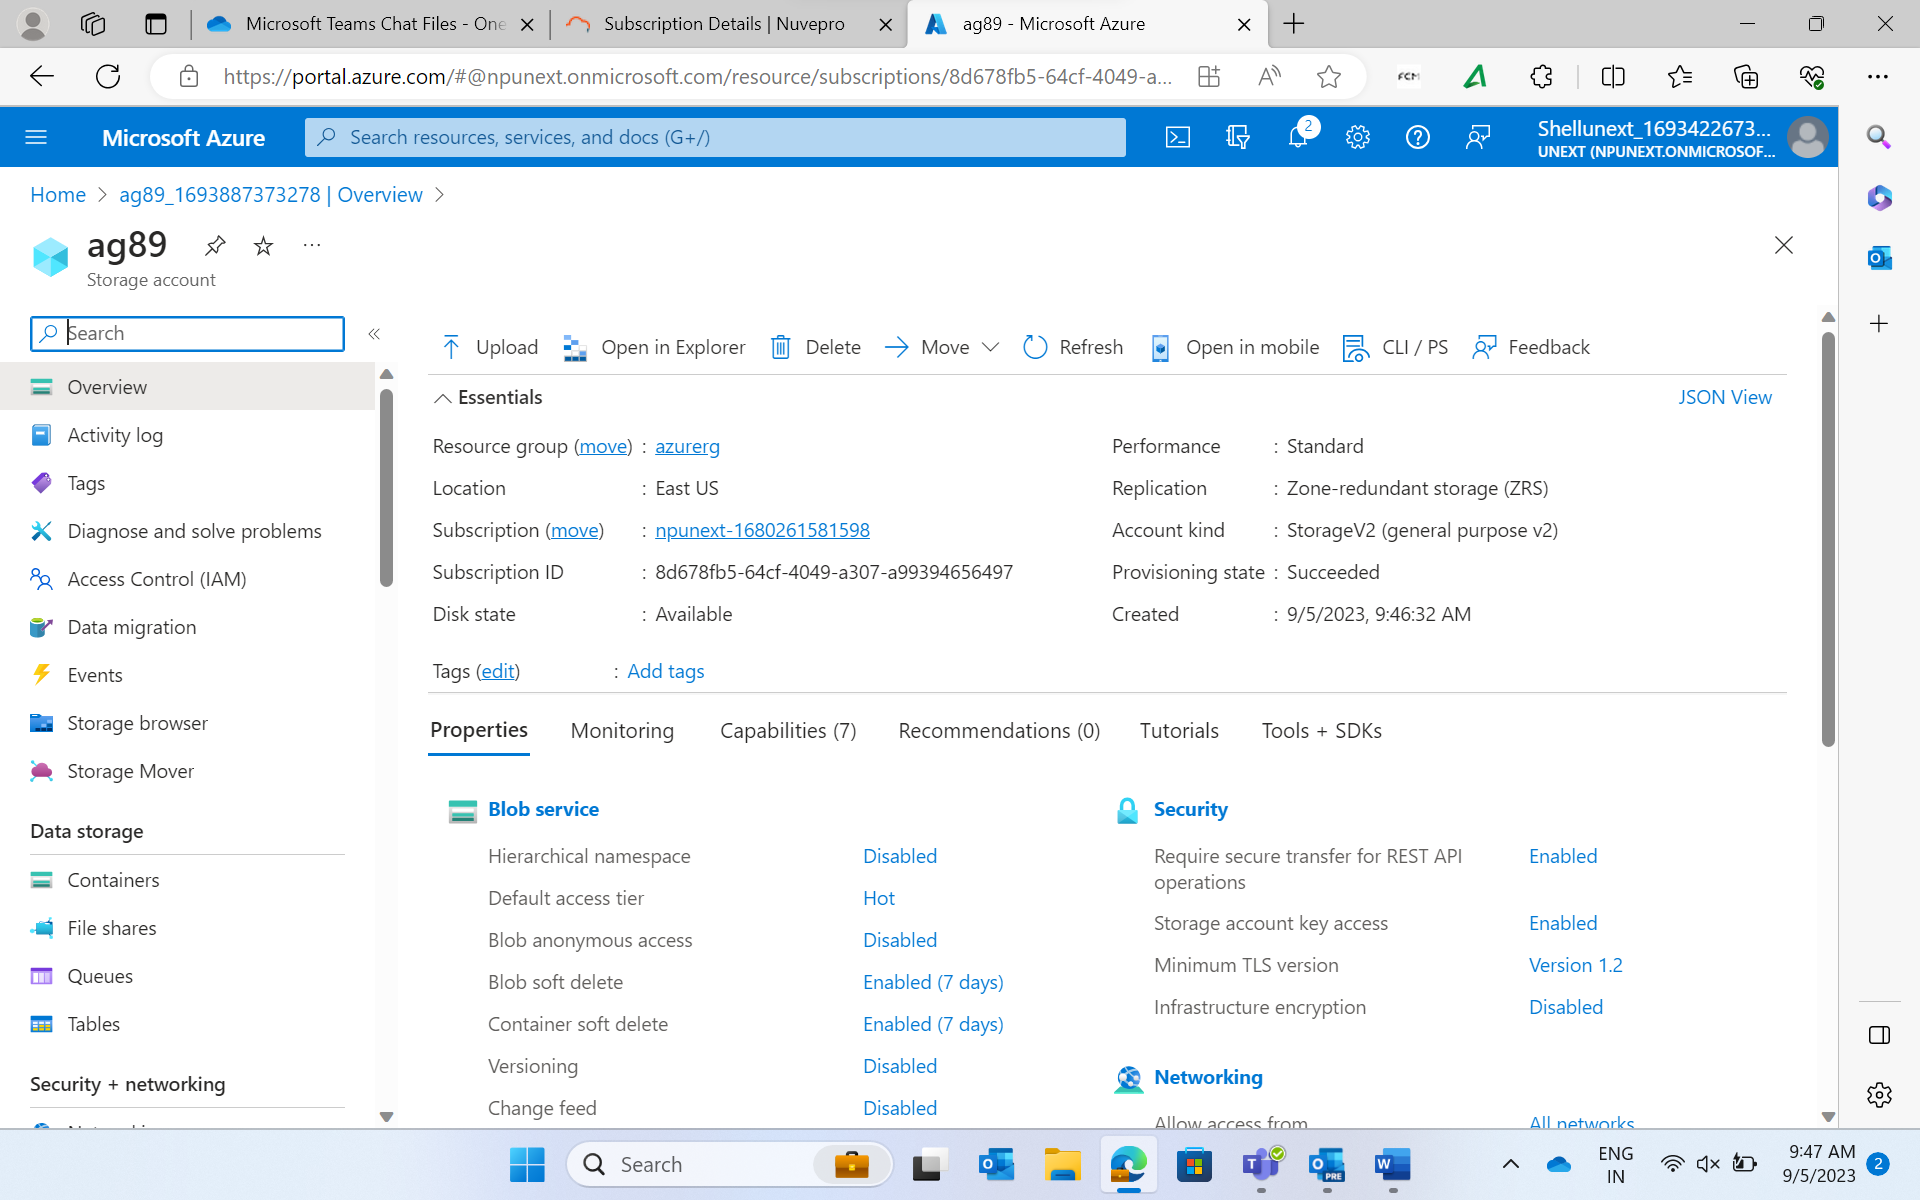 Microsoft Teams Chat Files - One
Subscription Details | Nuvepro
ag89 - Microsoft Azure
https://portal.azure.com/#@npunext.onmicrosoft.com/resource/subscriptions/8d678fb5-64cf-4049-a...
FCM
Microsoft Azure
Search resources, services, and docs (G+/)
2
Shellunext_1693422673...
UNEXT (NPUNEXT.ONMICROSOF...
Home > ag89_1693887373278 | Overview >
ag89
Storage account
Search
Overview
Activity log
Tags
Diagnose and solve problems
Access Control (IAM)
Data migration
Events
Storage browser
Storage Mover
Data storage
Containers
File shares
Queues
Tables
Security + networking
Upload
Open in Explorer
Delete
Move
Refresh
Open in mobile
CLI / PS
Feedback
Essentials
JSON View
Resource group (move) : azurerg
Location : East US
Subscription (move) : npunext-1680261581598
Subscription ID : 8d678fb5-64cf-4049-a307-a99394656497
Disk state : Available
Performance : Standard
Replication : Zone-redundant storage (ZRS)
Account kind : StorageV2 (general purpose v2)
Provisioning state : Succeeded
Created : 9/5/2023, 9:46:32 AM
Tags (edit) : Add tags
Properties
Monitoring
Capabilities (7)
Recommendations (0)
Tutorials
Tools + SDKs
Blob service
Hierarchical namespace Disabled
Default access tier Hot
Blob anonymous access Disabled
Blob soft delete Enabled (7 days)
Container soft delete Enabled (7 days)
Versioning Disabled
Change feed Disabled
Security
Require secure transfer for REST API Enabled
operations
Storage account key access Enabled
Minimum TLS version Version 1.2
Infrastructure encryption Disabled
Networking
Allow access from All networks
Search
PRE
ENG
IN
9:47 AM
9/5/2023
2